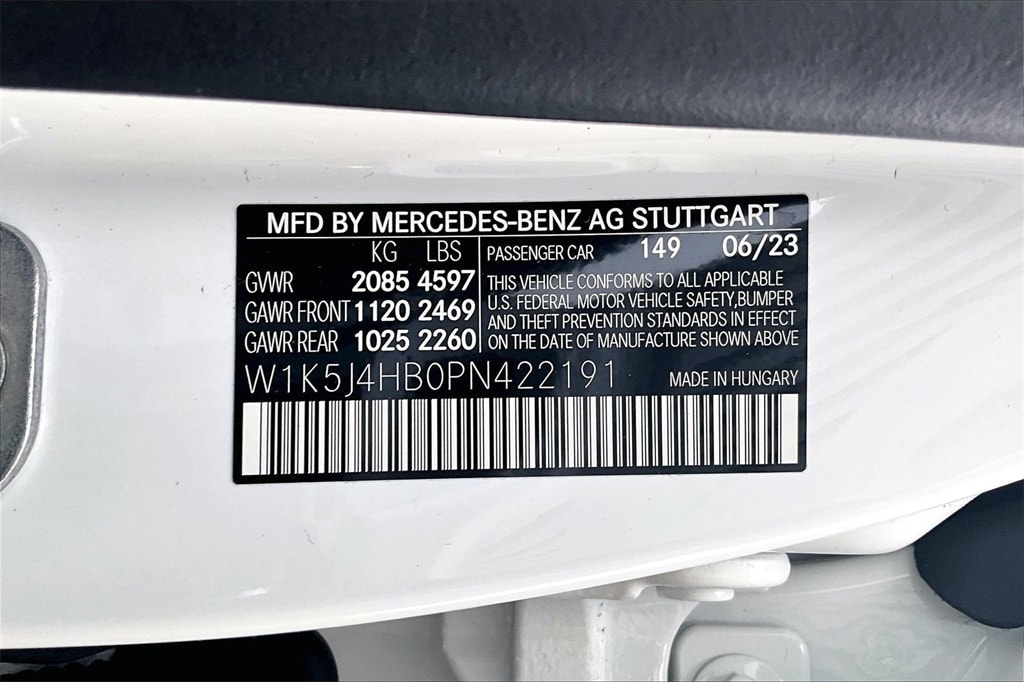 MFD BY MERCEDES-BENZ AG STUTTGART
KG LBS
GVWR 2085 4597
GAWR FRONT 1120 2469
GAWR REAR 1025 2260
PASSENGER CAR 149 06/23
THIS VEHICLE CONFORMS TO ALL APPLICABLE
U.S. FEDERAL MOTOR VEHICLE SAFETY, BUMPER
AND THEFT PREVENTION STANDARDS IN EFFECT
ON THE DATE OF MANUFACTURE SHOWN ABOVE
W1K5J4HB0PN422191 MADE IN HUNGARY